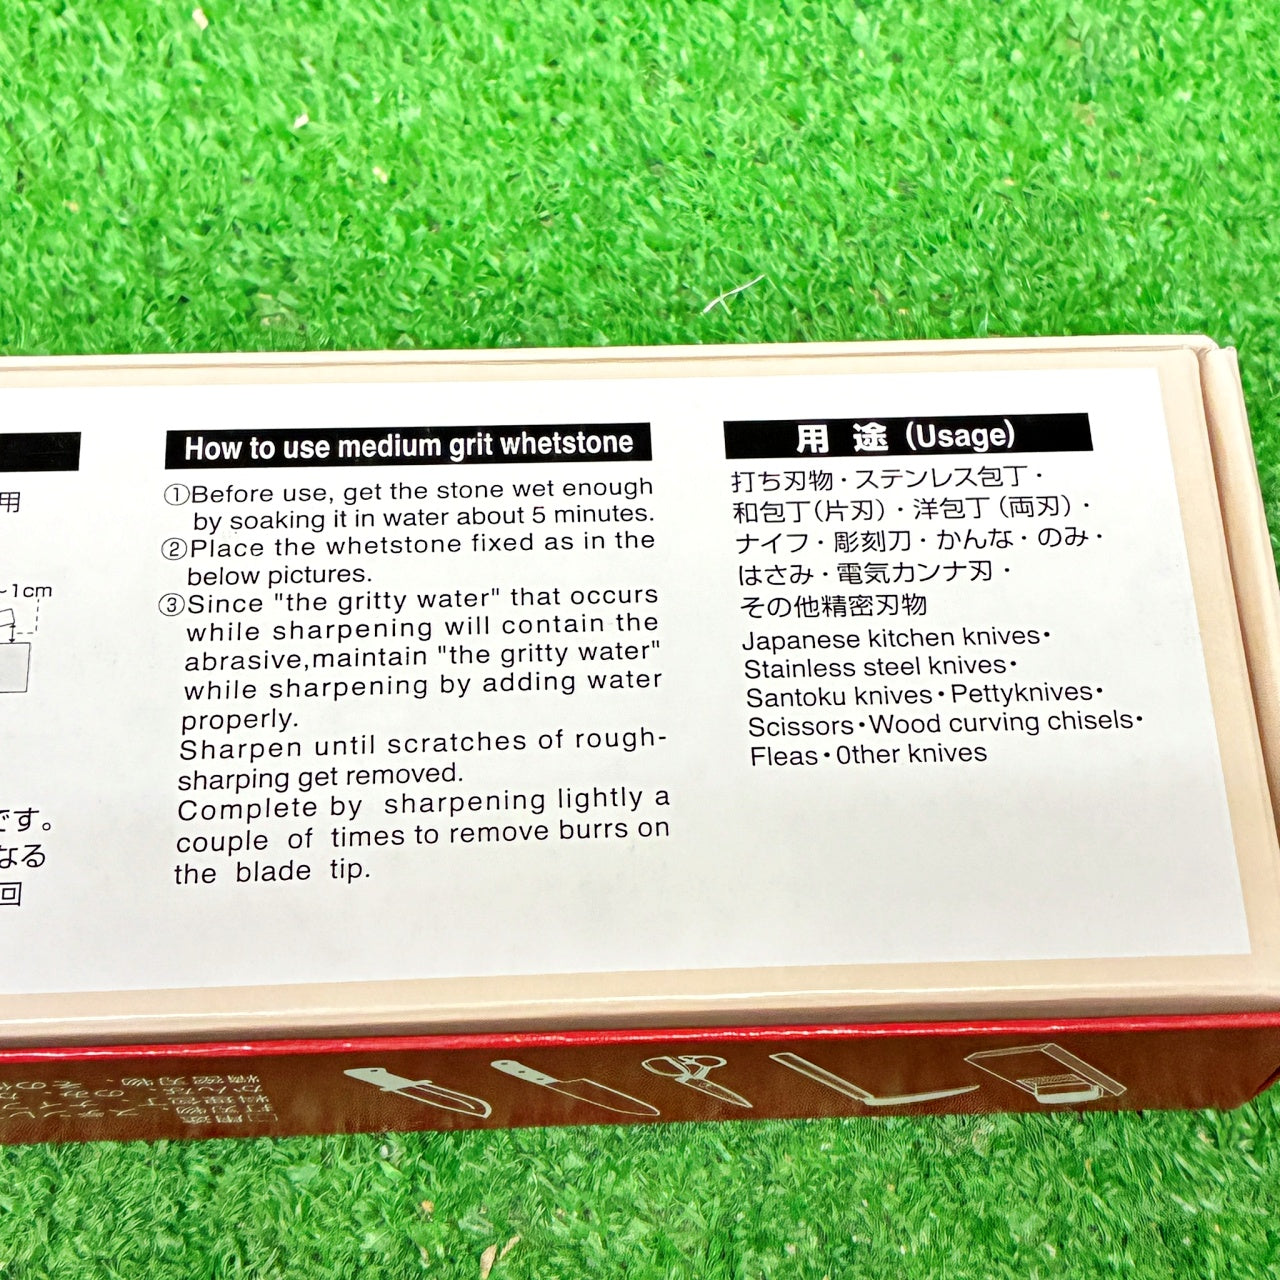 用
~1cm
です。
なる
回
How to use medium grit whetstone
①Before use, get the stone wet enough
by soaking it in water about 5 minutes.
②Place the whetstone fixed as in the
below pictures.
③Since "the gritty water" that occurs
while sharpening will contain the
abrasive,maintain "the gritty water"
while sharpening by adding water
properly.
Sharpen until scratches of rough-
sharping get removed.
Complete by sharpening lightly a
couple of times to remove burrs on
the blade tip.
用 途 (Usage)
打ち刃物・ステンレス包丁・
和包丁(片刃)・洋包丁(両刃)・
ナイフ・彫刻刀・かんな・のみ・
はさみ・電気カンナ刃・
その他精密刃物
Japanese kitchen knives・
Stainless steel knives・
Santoku knives・Pettyknives・
Scissors・Wood curving chisels・
Fleas・Other knives